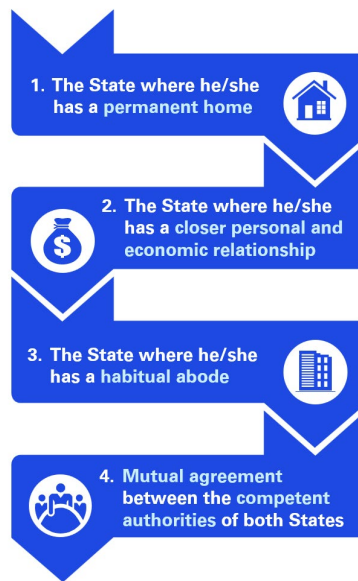 1. The State where he/she
has a permanent home
2. The State where he/she
has a closer personal and
economic relationship
$
3. The State where he/she
has a habitual abode
4. Mutual agreement
between the competent
authorities of both States